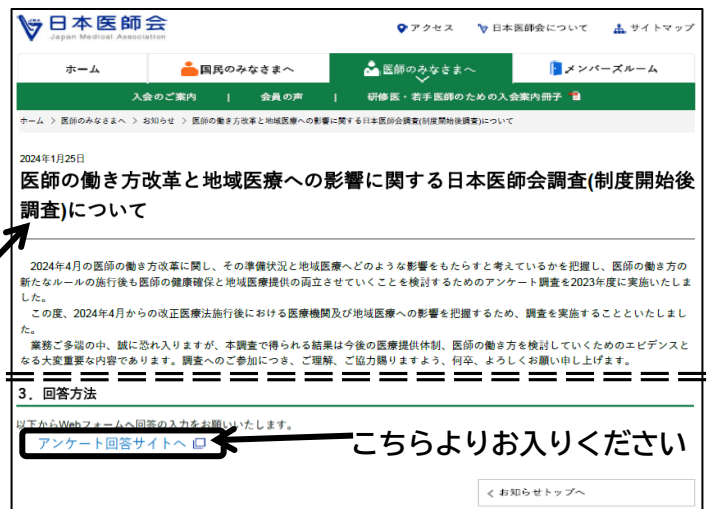 日本医師会
Japan Medical Association
アクセス 日本医師会について サイトマップ
ホーム 国民のみなさまへ 医師のみなさまへ メンバーズルーム
入会のご案内 | 会員の声 | 研修医・若手医師のための入会案内冊子
ホーム > 医師のみなさまへ > お知らせ > 医師の働き方改革と地域医療への影響に関する日本医師会調査(制度開始後調査)について
2024年1月25日
医師の働き方改革と地域医療への影響に関する日本医師会調査(制度開始後
調査)について
2024年4月の医師の働き方改革に関し、その準備状況と地域医療へどのような影響をもたらすと考えているかを把握し、医師の働き方の
新たなルールの施行後も医師の健康確保と地域医療提供の両立させていくことを検討するためのアンケート調査を2023年度に実施いたしま
した。
この度、2024年4月からの改正医療法施行後における医療機関及び地域医療への影響を把握するため、調査を実施することといたしまし
た。
業務ご多端の中、誠に恐れ入りますが、本調査で得られる結果は今後の医療提供体制、医師の働き方を検討していくためのエビデンスと
なる大変重要な内容であります。調査へのご参加につき、ご理解、ご協力賜りますよう、何卒、よろしくお願い申し上げます。
3. 回答方法
以下からWebフォームへ回答の入力をお願いいたします。
アンケート回答サイトへ
こちらよりお入りください
< お知らせトップへ